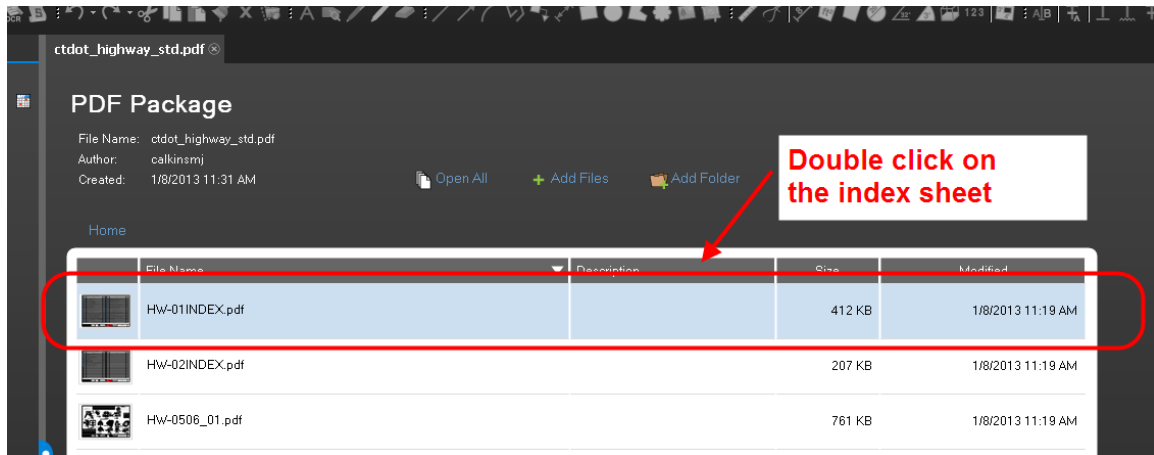 OCR
123
A|B
ctdot_highway_std.pdf
PDF Package
File Name: ctdot_highway_std.pdf
Author: calkinsmj
Created: 1/8/2013 11:31 AM
Open All Add Files Add Folder
Double click on
the index sheet
Home
File Name Description Size Modified
HW-01INDEX.pdf 412 KB 1/8/2013 11:19 AM
HW-02INDEX.pdf 207 KB 1/8/2013 11:19 AM
HW-0506_01.pdf 761 KB 1/8/2013 11:19 AM